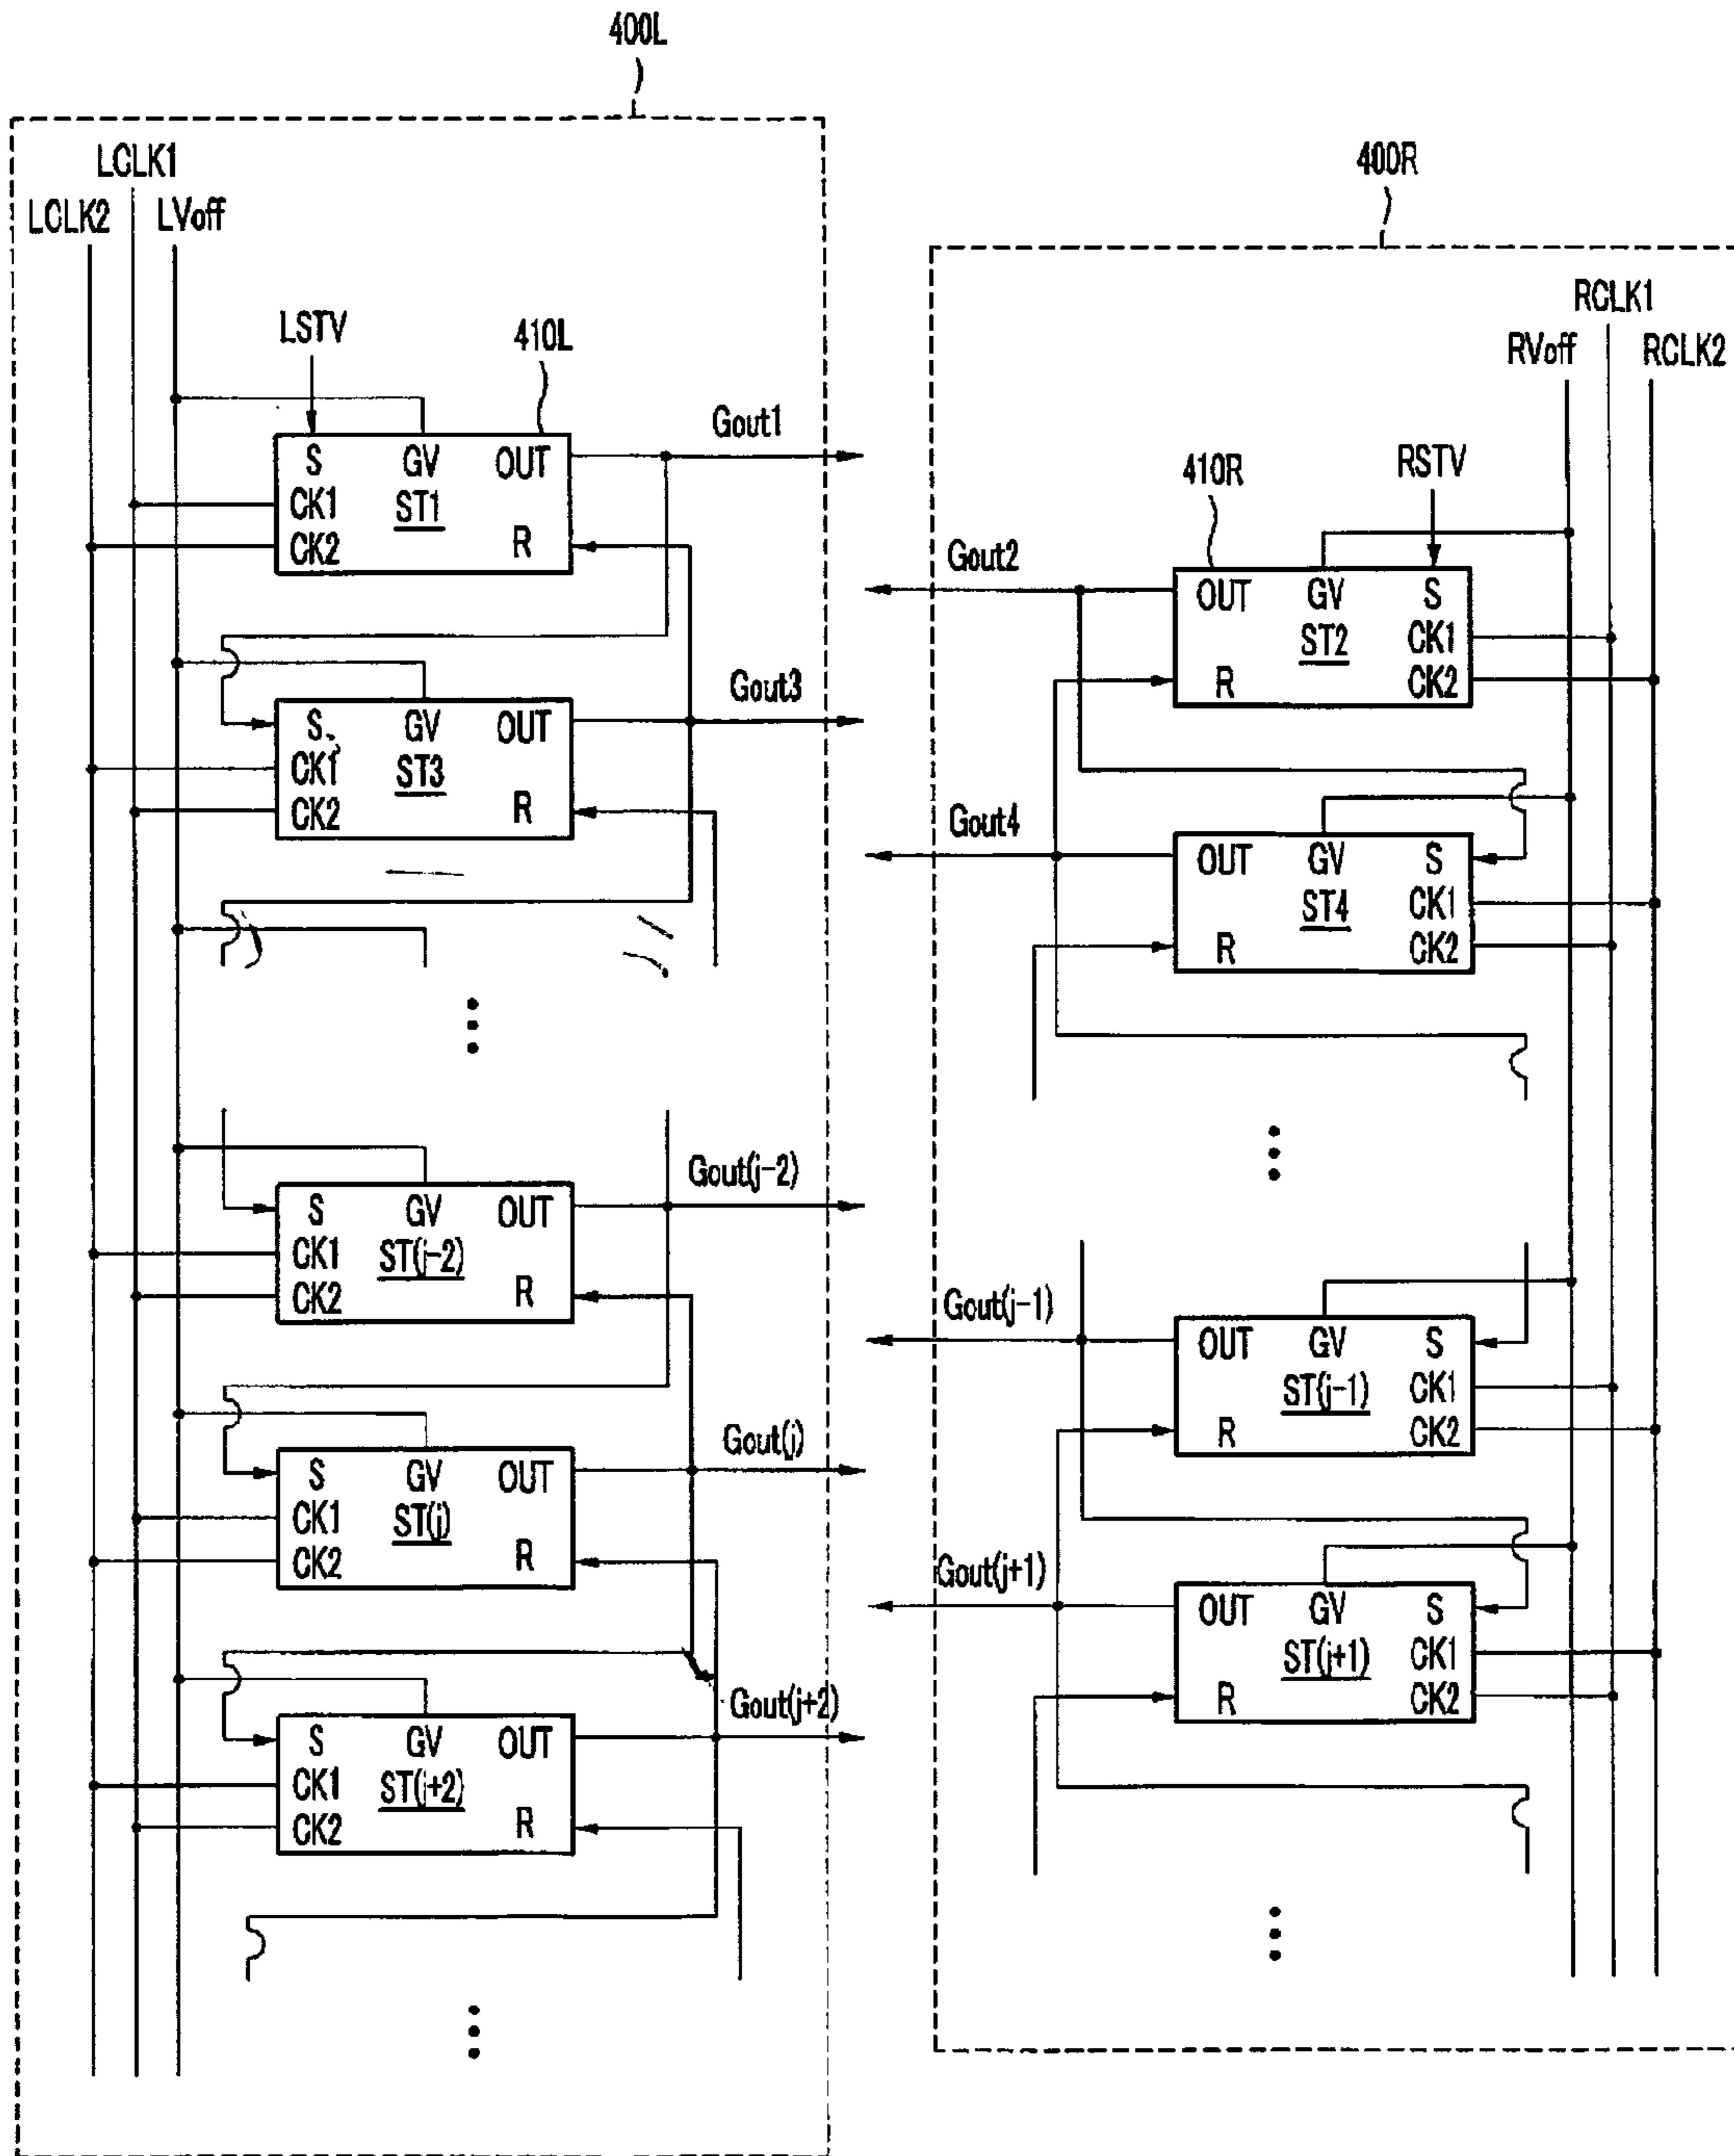 400L
400R
LCLK1
LCLK2
LVoff
LSTV
410L
Gout1
S GV OUT
CK1 ST1
CK2 R
Gout3
S GV OUT
CK1 ST3
CK2 R
Gout(j-2)
S GV OUT
CK1 ST(j-2)
CK2 R
Gout(j)
S GV OUT
CK1 ST(j)
CK2 R
Gout(j+2)
S GV OUT
CK1 ST(j+2)
CK2 R
RCLK1
RVoff
RCLK2
410R
RSTV
Gout2
OUT GV S
ST2 CK1
R CK2
Gout4
OUT GV S
ST4 CK1
R CK2
Gout(j-1)
OUT GV S
ST(j-1) CK1
R CK2
Gout(j+1)
OUT GV S
ST(j+1) CK1
R CK2